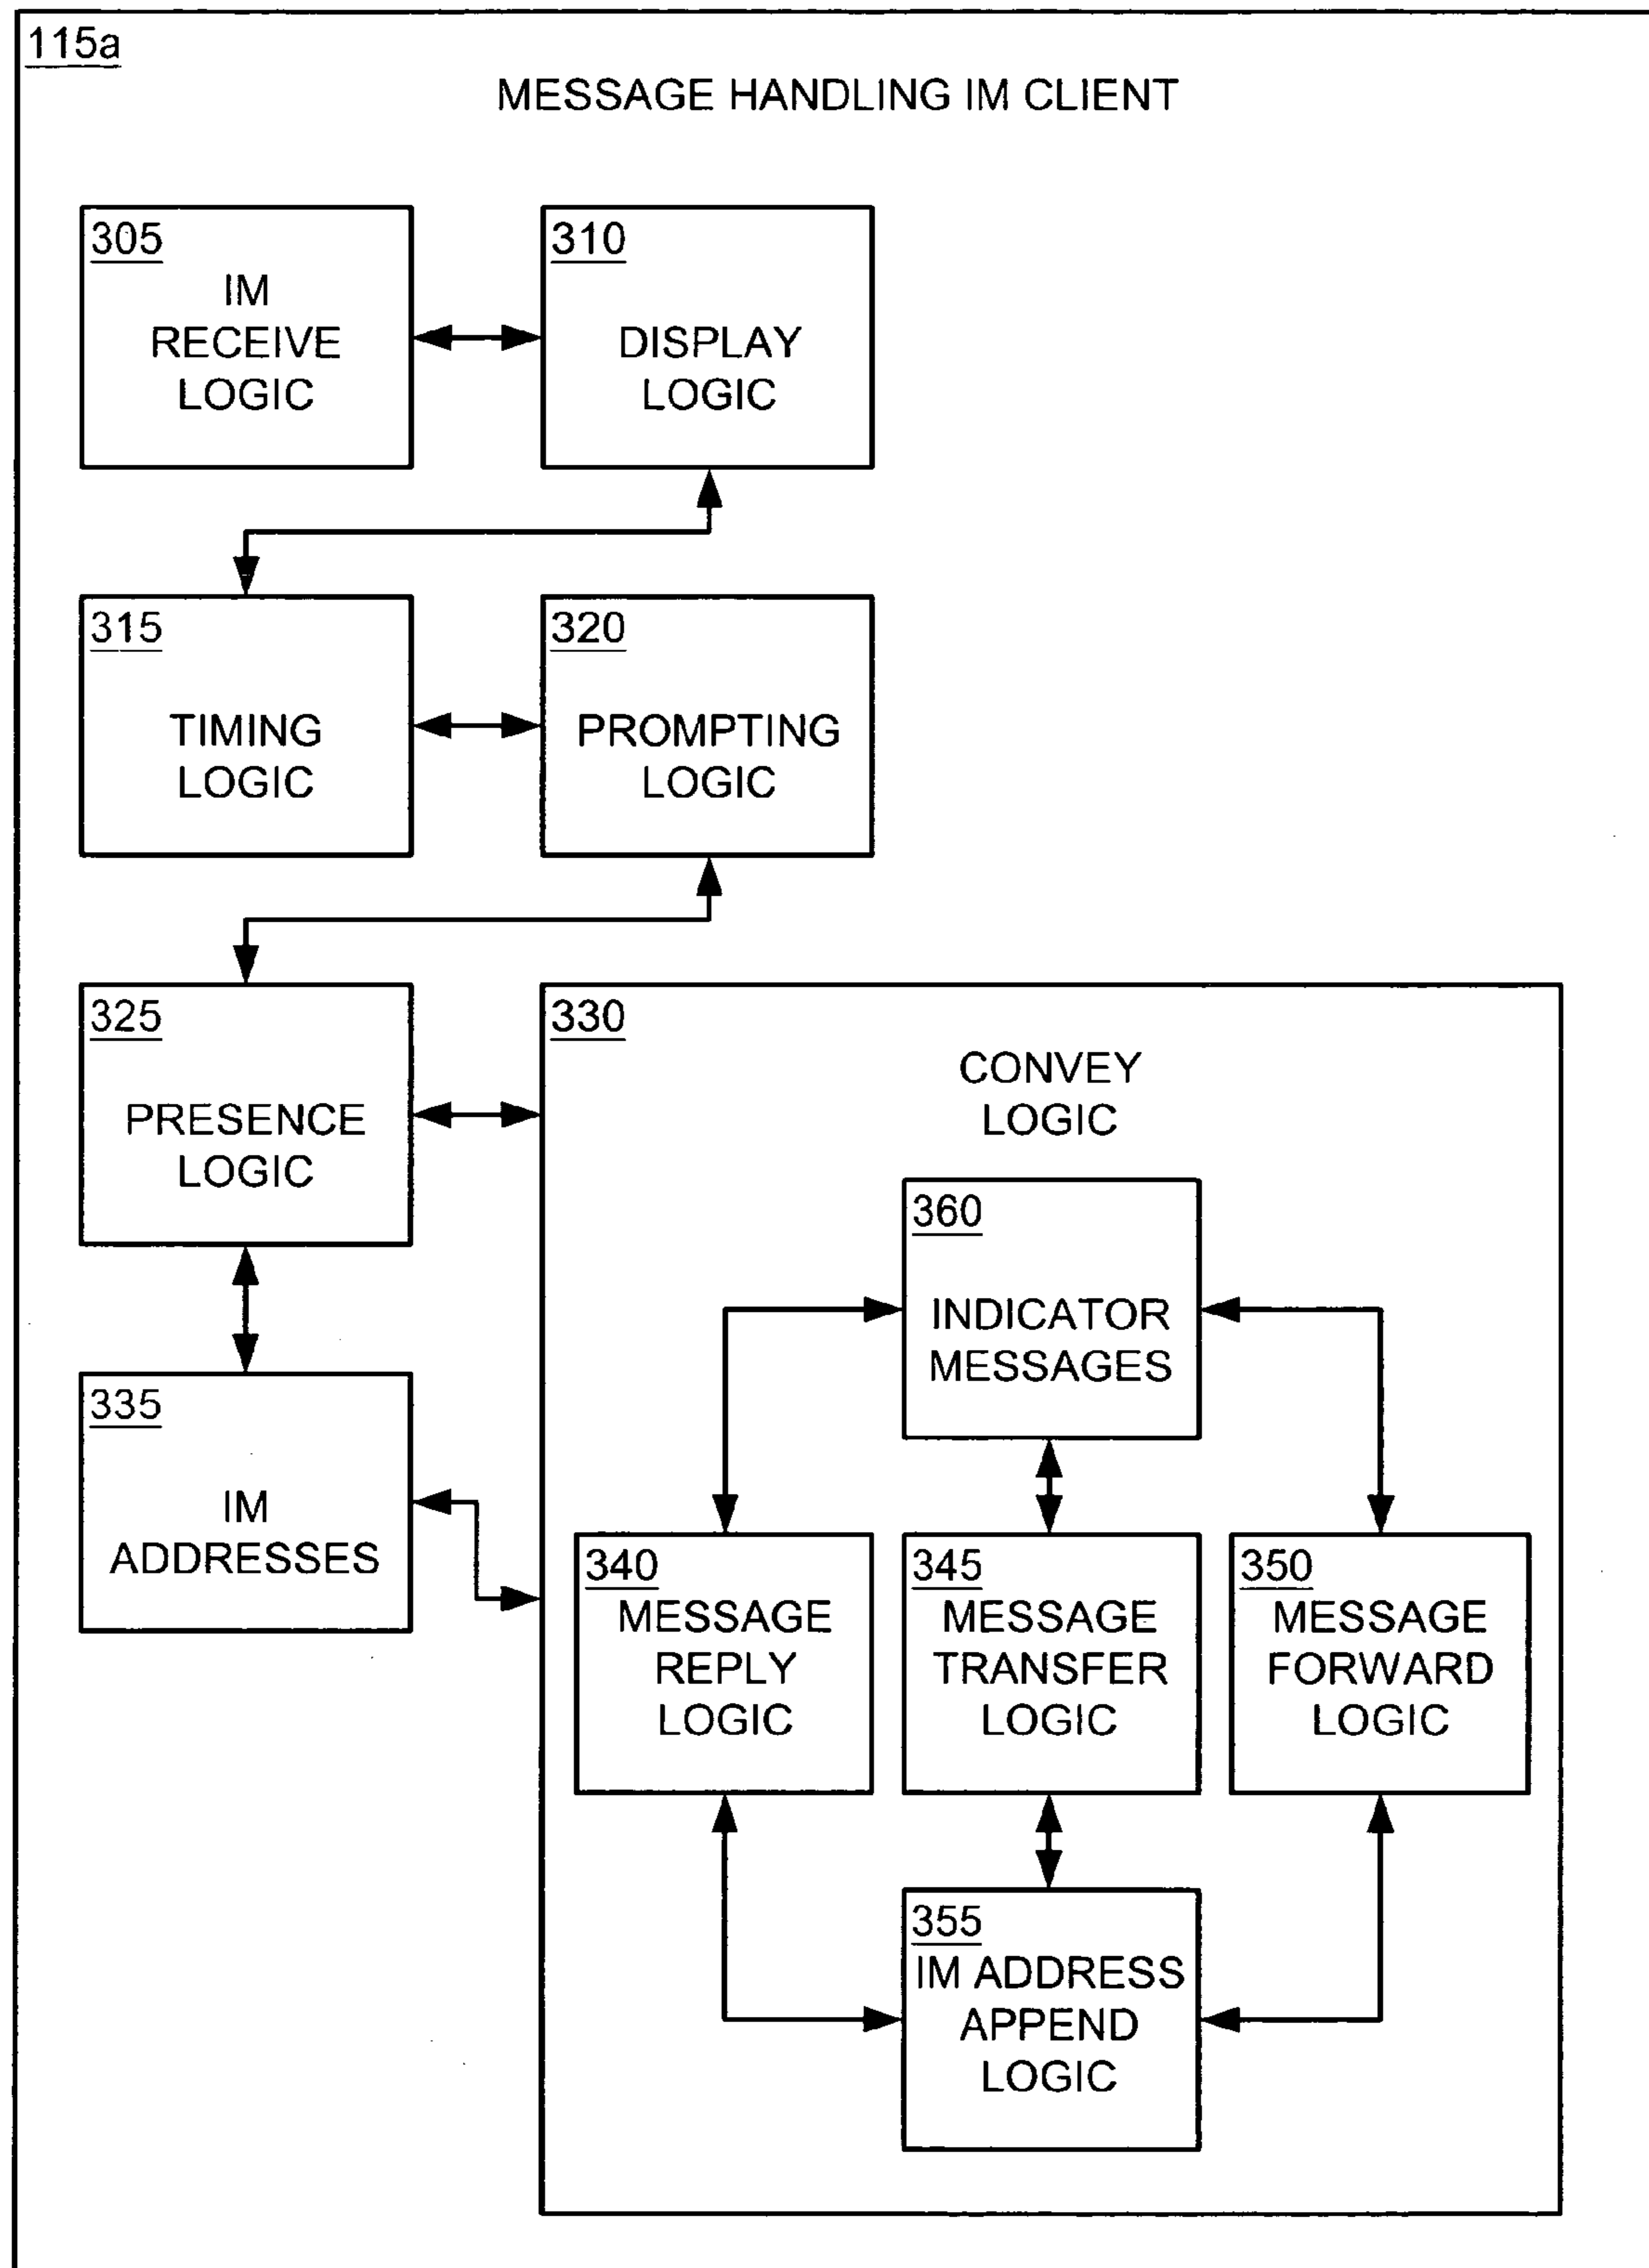 115a
MESSAGE HANDLING IM CLIENT
305
IM
RECEIVE
LOGIC
310
DISPLAY
LOGIC
315
TIMING
LOGIC
320
PROMPTING
LOGIC
325
PRESENCE
LOGIC
330
CONVEY
LOGIC
360
INDICATOR
MESSAGES
335
IM
ADDRESSES
340
MESSAGE
REPLY
LOGIC
345
MESSAGE
TRANSFER
LOGIC
350
MESSAGE
FORWARD
LOGIC
355
IM ADDRESS
APPEND
LOGIC